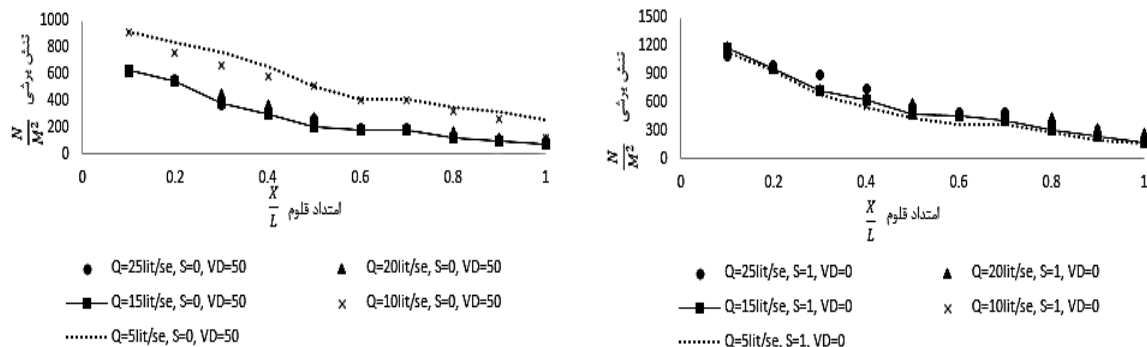 1000
800
600
400
200
0
تنش برشی
N
M²
0 0.2 0.4 0.6 0.8 1
امتداد قلوم X/L
Q=25lit/se, S=0, VD=50
Q=20lit/se, S=0, VD=50
Q=15lit/se, S=0, VD=50
Q=10lit/se, S=0, VD=50
Q=5lit/se, S=0, VD=50
1500
1200
900
600
300
0
تنش برشی
N
M²
0 0.2 0.4 0.6 0.8 1
امتداد قلوم X/L
Q=25lit/se, S=1, VD=0
Q=20lit/se, S=1, VD=0
Q=15lit/se, S=1, VD=0
Q=10lit/se, S=1, VD=0
Q=5lit/se, S=1, VD=0